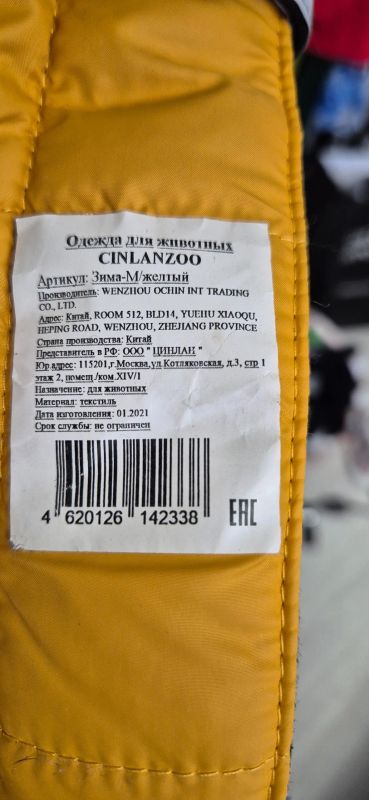 Одежда для животных
CINLANZOO
Артикул: Зима-М/желтый
Производитель: WENZHOU OCHIN INT TRADING
CO., LTD.
Адрес: Китай, ROOM 512, BLD14, YUEHU XIAOQU,
HEPING ROAD, WENZHOU, ZHEJIANG PROVINCE
Страна производства: Китай
Представитель в РФ: ООО " ЦИНЛАН "
Юр.адрес: 115201,г.Москва,ул.Котляковская, д.3, стр 1
этаж 2, помещ./ком.XIV/1
Назначение: для животных
Материал: текстиль
Дата изготовления: 01.2021
Срок службы: не ограничен
4 620126 142338
EAC